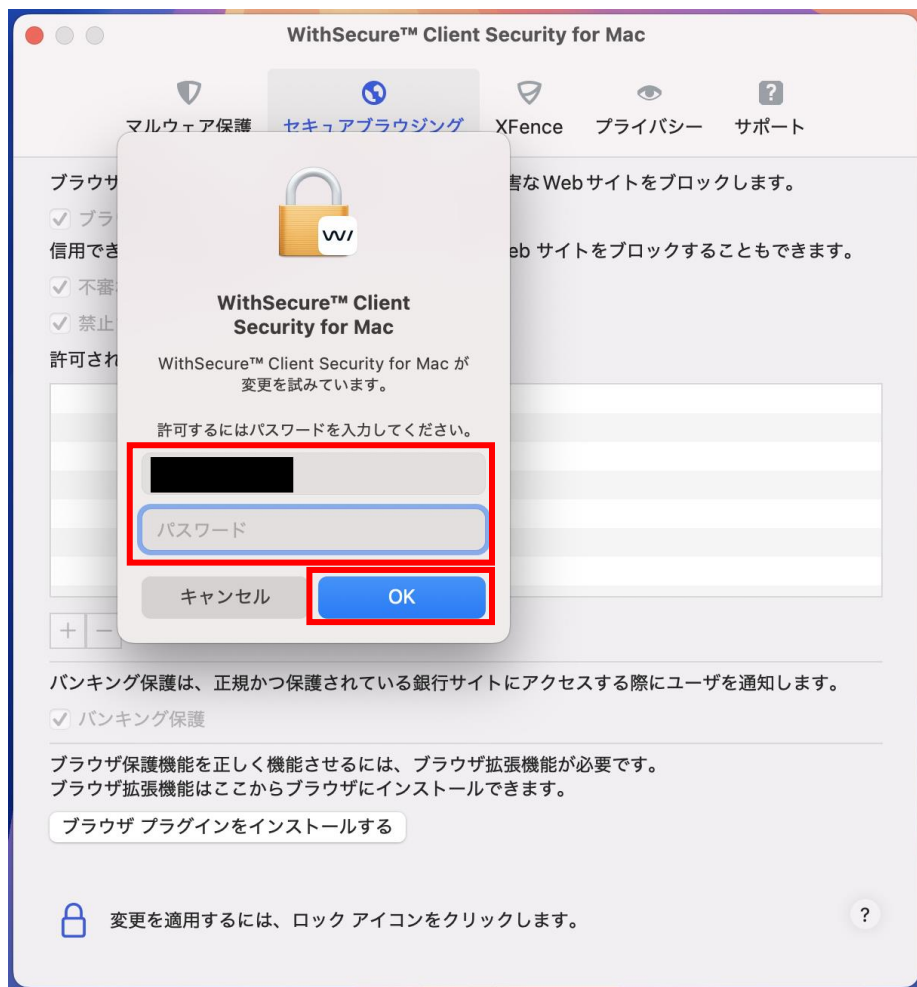 WithSecure™ Client Security for Mac
マルウェア保護 セキュアブラウジング XFence プライバシー サポート
ブラウザ 害な Web サイトをブロックします。
ブラ
信用でき eb サイトをブロックすることもできます。
不審
禁止
許可され
WithSecure™ Client
Security for Mac
WithSecure™ Client Security for Mac が
変更を試みています。
許可するにはパスワードを入力してください。
パスワード
キャンセル OK
バンキング保護は、正規かつ保護されている銀行サイトにアクセスする際にユーザを通知します。
バンキング保護
ブラウザ保護機能を正しく機能させるには、ブラウザ拡張機能が必要です。
ブラウザ拡張機能はここからブラウザにインストールできます。
ブラウザ プラグインをインストールする
変更を適用するには、ロック アイコンをクリックします。 ?